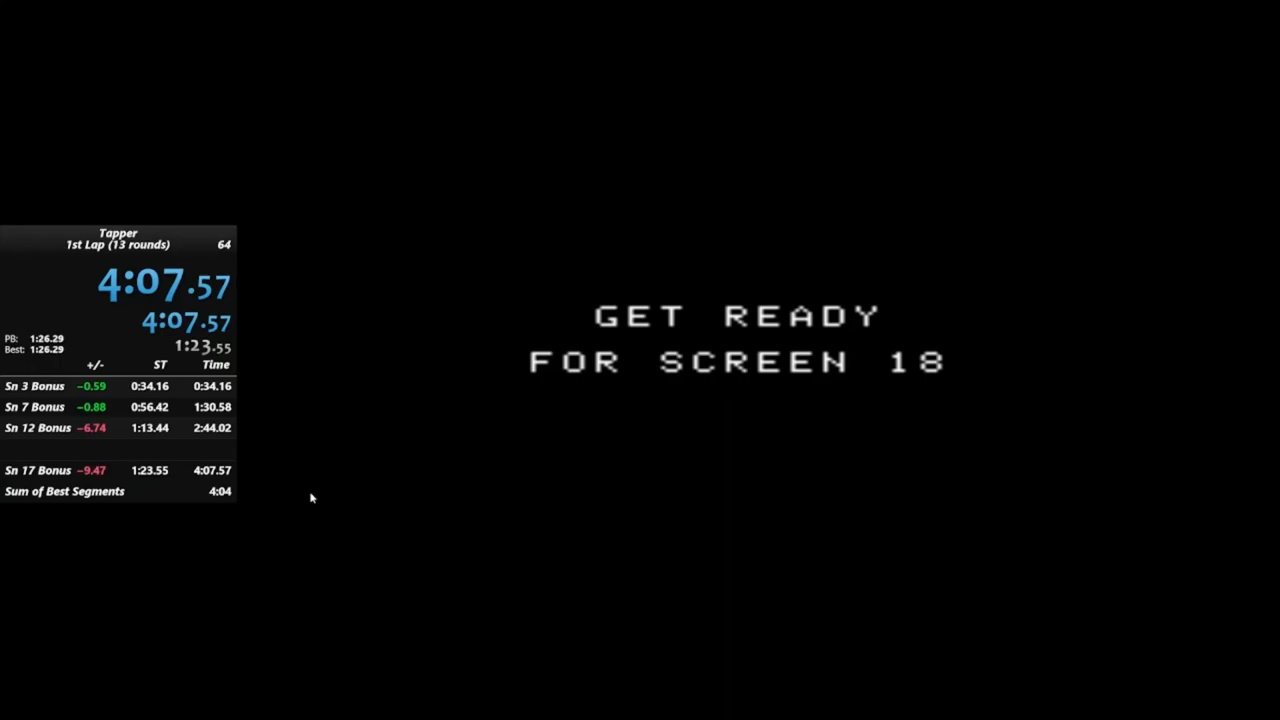 Tapper
1st Lap (13 rounds) 64
4:07.57
4:07.57
PB: 1:26.29
Best: 1:26.29
1:23.55
+/- ST Time
Sn 3 Bonus −0.59 0:34.16 0:34.16
Sn 7 Bonus −0.88 0:56.42 1:30.58
Sn 12 Bonus −6.74 1:13.44 2:44.02
Sn 17 Bonus −9.47 1:23.55 4:07.57
Sum of Best Segments 4:04
GET READY
FOR SCREEN 18